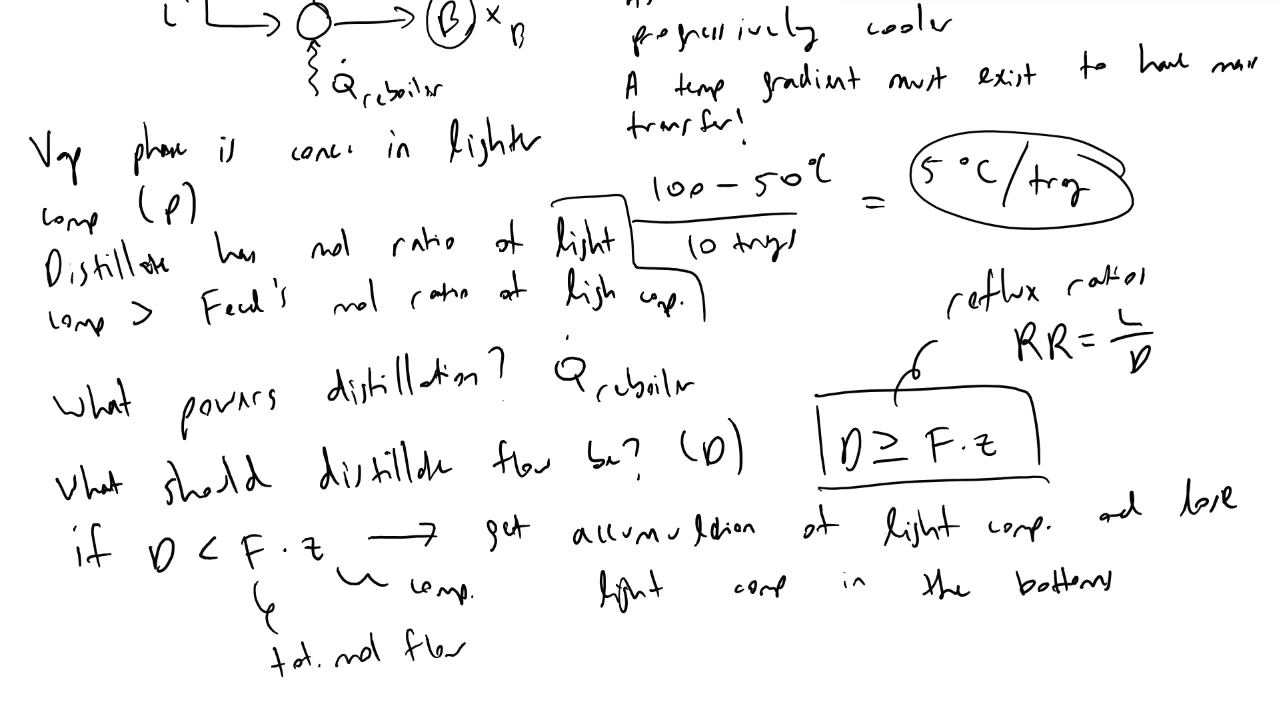 L
B x_B
Q̇ reboiler
progressively cooler
A temp gradient must exist to have max
transfer!
Vap phase is conc. in lighter
comp (P)
Distillate has mol ratio of light
comp > Feed's mol ratio of ligh comp.
100 - 50°C
10 trays
= 5 °C/tray
reflux ratios
RR = L/D
What powers distillation? Q̇ reboiler
What should distillate flow be? (D)
D ≥ F.z
if D < F.z → get accumulation of light comp. and lose
light comp in the bottoms
comp.
tot. mol flow